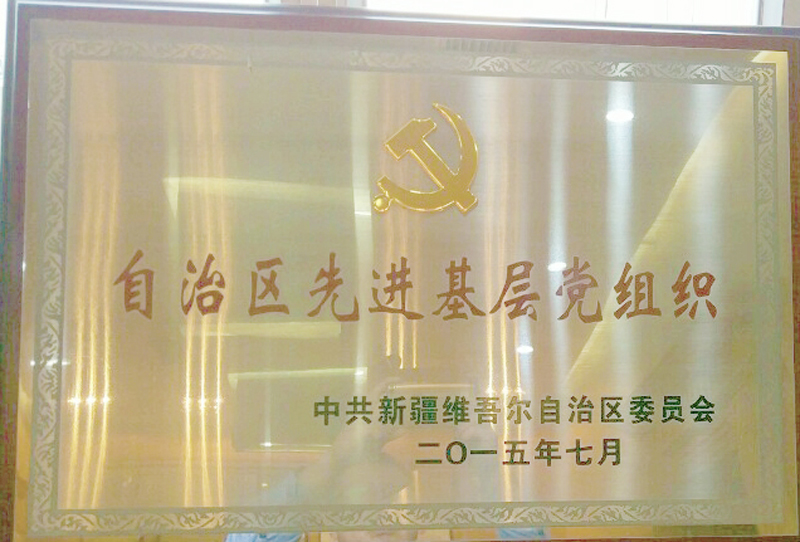 自治区先进基层党组织
中共新疆维吾尔自治区委员会
二〇一五年七月